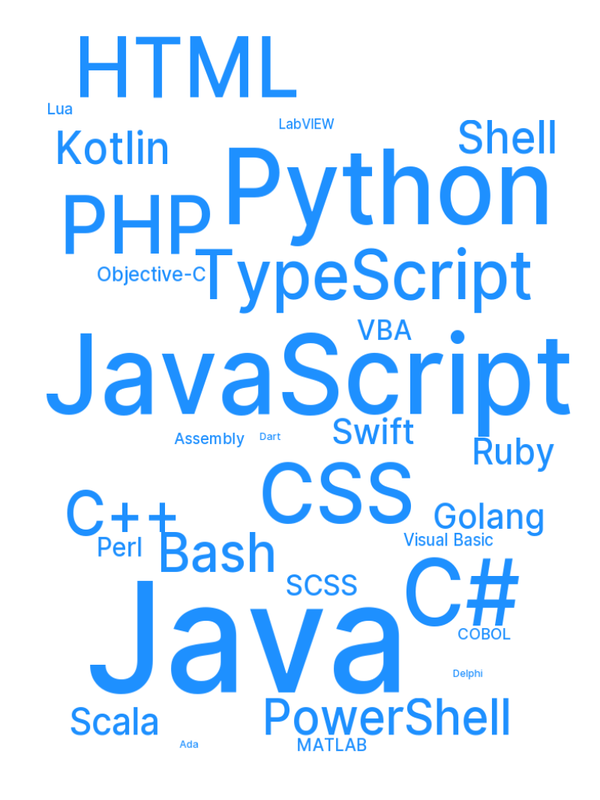 HTML
Lua
LabVIEW
Shell
Kotlin
Python
PHP
TypeScript
Objective-C
VBA
JavaScript
Swift
Assembly
Dart
Ruby
CSS
C++
Golang
Visual Basic
Perl
Bash
SCSS
C#
COBOL
Java
Delphi
Scala
PowerShell
Ada
MATLAB